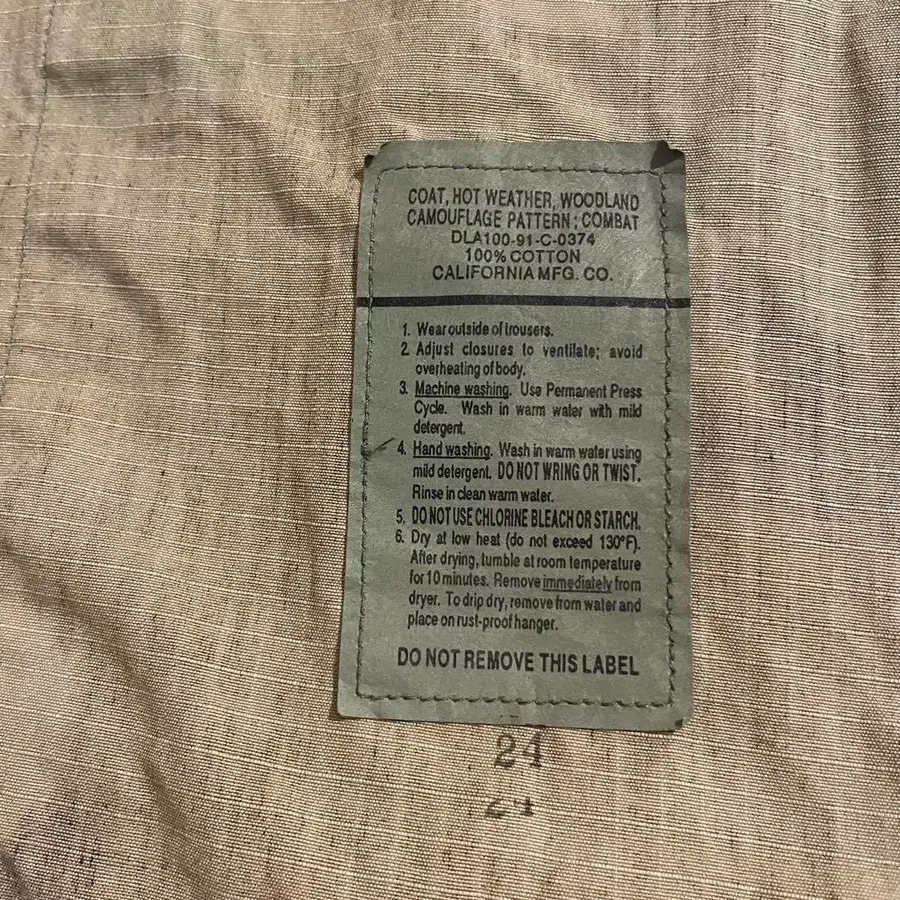 COAT, HOT WEATHER, WOODLAND
CAMOUFLAGE PATTERN; COMBAT
DLA100-91-C-0374
100% COTTON
CALIFORNIA MFG. CO.
1. Wear outside of trousers.
2. Adjust closures to ventilate; avoid
overheating of body.
3. Machine washing. Use Permanent Press
Cycle. Wash in warm water with mild
detergent.
4. Hand washing. Wash in warm water using
mild detergent. DO NOT WRING OR TWIST.
Rinse in clean warm water.
5. DO NOT USE CHLORINE BLEACH OR STARCH.
6. Dry at low heat (do not exceed 130°F).
After drying, tumble at room temperature
for 10 minutes. Remove immediately from
dryer. To drip dry, remove from water and
place on rust-proof hanger.
DO NOT REMOVE THIS LABEL
24
24